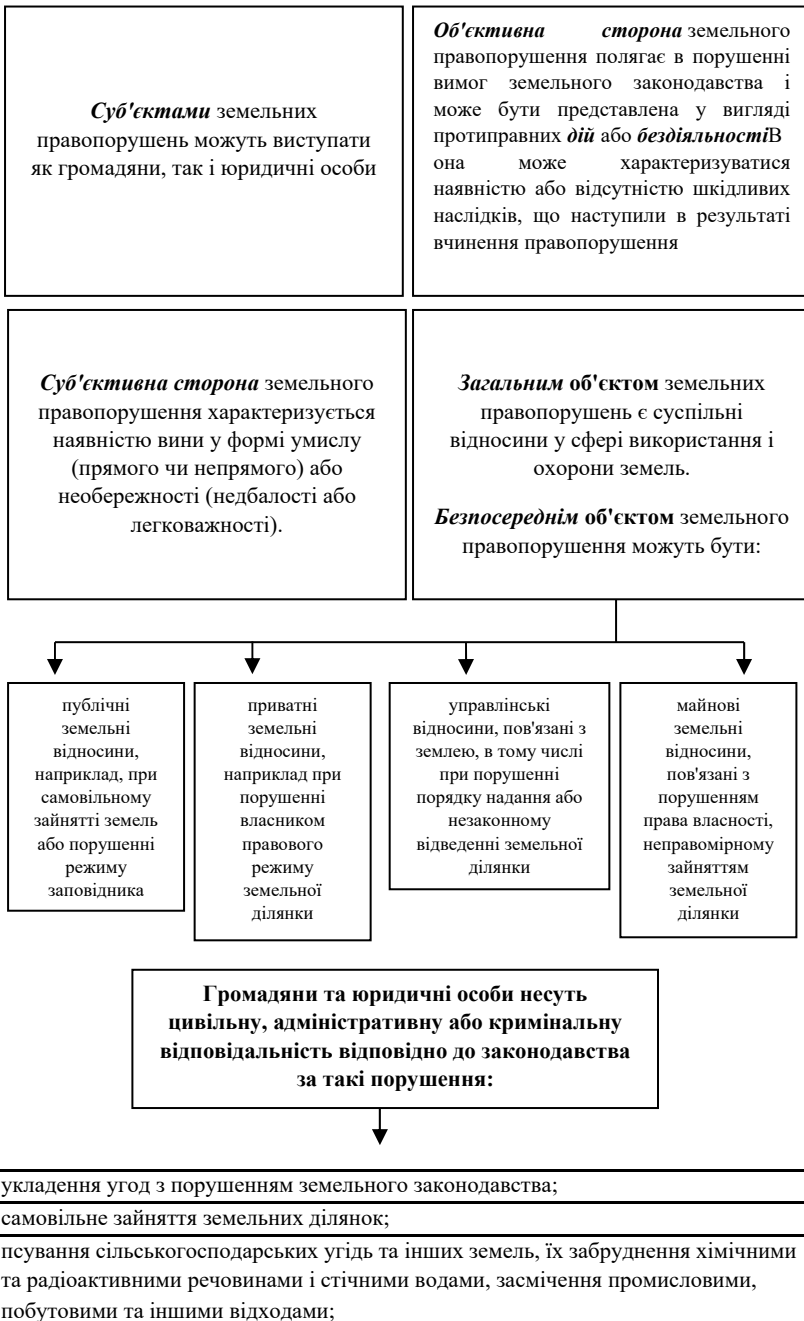 Суб'єктами земельних
правопорушень можуть виступати
як громадяни, так і юридичні особи
Об'єктивна сторона земельного
правопорушення полягає в порушенні
вимог земельного законодавства і
може бути представлена у вигляді
протиправних дій або бездіяльностіВ
она може характеризуватися
наявністю або відсутністю шкідливих
наслідків, що наступили в результаті
вчинення правопорушення
Суб'єктивна сторона земельного
правопорушення характеризується
наявністю вини у формі умислу
(прямого чи непрямого) або
необережності (недбалості або
легковажності).
Загальним об'єктом земельних
правопорушень є суспільні
відносини у сфері використання і
охорони земель.
Безпосереднім об'єктом земельного
правопорушення можуть бути:
публічні
земельні
відносини,
наприклад, при
самовільному
зайнятті земель
або порушенні
режиму
заповідника
приватні
земельні
відносини,
наприклад при
порушенні
власником
правового
режиму
земельної
ділянки
управлінські
відносини, пов'язані з
землею, в тому числі
при порушенні
порядку надання або
незаконному
відведенні земельної
ділянки
майнові
земельні
відносини,
пов'язані з
порушенням
права власності,
неправомірному
зайняттям
земельної
ділянки
Громадяни та юридичні особи несуть
цивільну, адміністративну або кримінальну
відповідальність відповідно до законодавства
за такі порушення:
укладення угод з порушенням земельного законодавства;
самовільне зайняття земельних ділянок;
псування сільськогосподарських угідь та інших земель, їх забруднення хімічними
та радіоактивними речовинами і стічними водами, засмічення промисловими,
побутовими та іншими відходами;